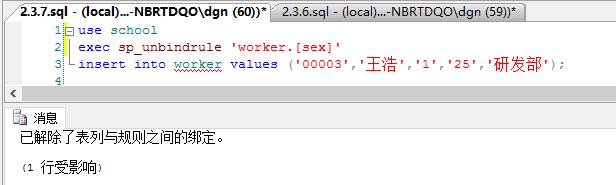 2.3.7.sql - (local)...-NBRTDQO\dgn (60))* 2.3.6.sql - (local)...-NBRTDQO\dgn (59))*
1 use school
2 exec sp_unbindrule 'worker.[sex]'
3 insert into worker values ('00003','王浩','1','25','研发部');
消息
已解除了表列与规则之间的绑定。
(1 行受影响)